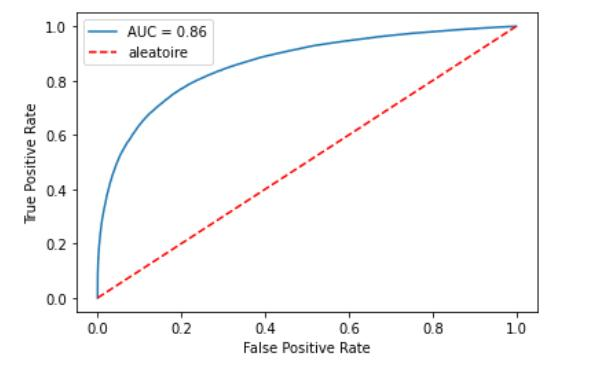 AUC = 0.86
aleatoire
1.0
0.8
0.6
0.4
0.2
0.0
True Positive Rate
0.0 0.2 0.4 0.6 0.8 1.0
False Positive Rate